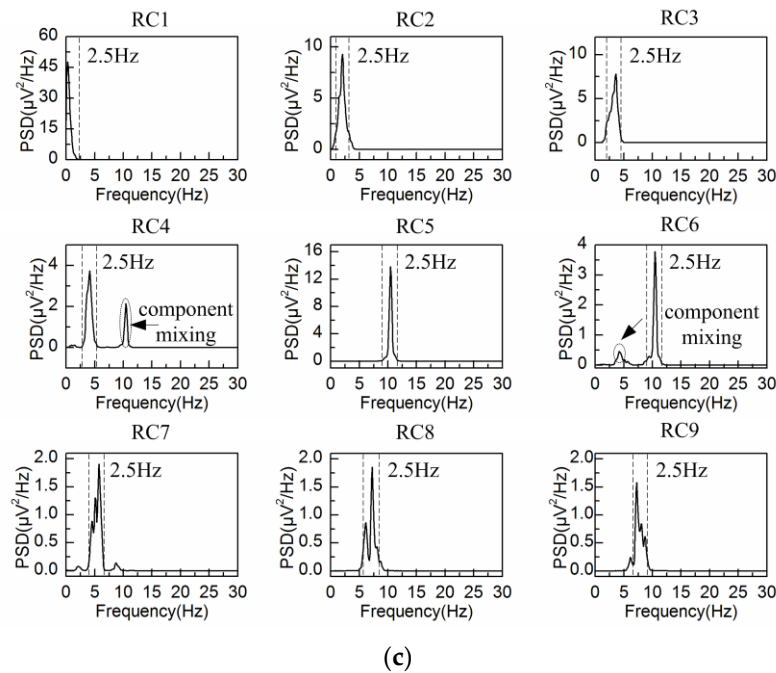 RC1 RC2 RC3
PSD(µV²/Hz) 60 45 30 15 0 2.5Hz PSD(µV²/Hz) 10 5 0 2.5Hz PSD(µV²/Hz) 10 5 0 2.5Hz
0 5 10 15 20 25 30 0 5 10 15 20 25 30 0 5 10 15 20 25 30
Frequency(Hz) Frequency(Hz) Frequency(Hz)
RC4 RC5 RC6
PSD(µV²/Hz) 4 2 0 2.5Hz component mixing PSD(µV²/Hz) 16 12 8 4 0 2.5Hz PSD(µV²/Hz) 4 3 2 1 0 2.5Hz component mixing
0 5 10 15 20 25 30 0 5 10 15 20 25 30 0 5 10 15 20 25 30
Frequency(Hz) Frequency(Hz) Frequency(Hz)
RC7 RC8 RC9
PSD(µV²/Hz) 2.0 1.5 1.0 0.5 0.0 2.5Hz PSD(µV²/Hz) 2.0 1.5 1.0 0.5 0.0 2.5Hz PSD(µV²/Hz) 2.0 1.5 1.0 0.5 0.0 2.5Hz
0 5 10 15 20 25 30 0 5 10 15 20 25 30 0 5 10 15 20 25 30
Frequency(Hz) Frequency(Hz) Frequency(Hz)
(c)